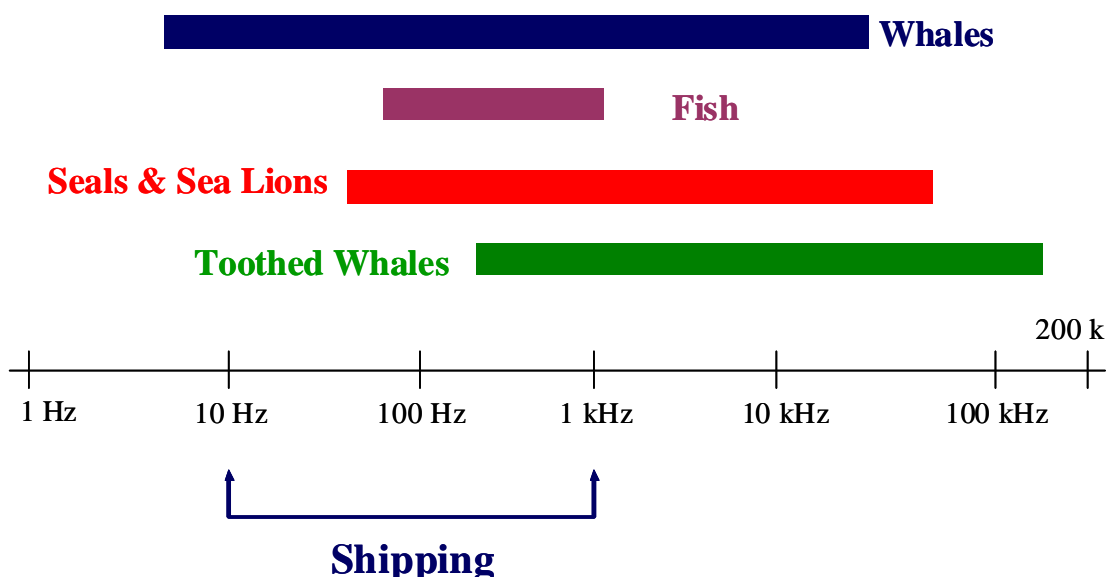 Whales
Fish
Seals & Sea Lions
Toothed Whales
200 k
1 Hz 10 Hz 100 Hz 1 kHz 10 kHz 100 kHz
Shipping